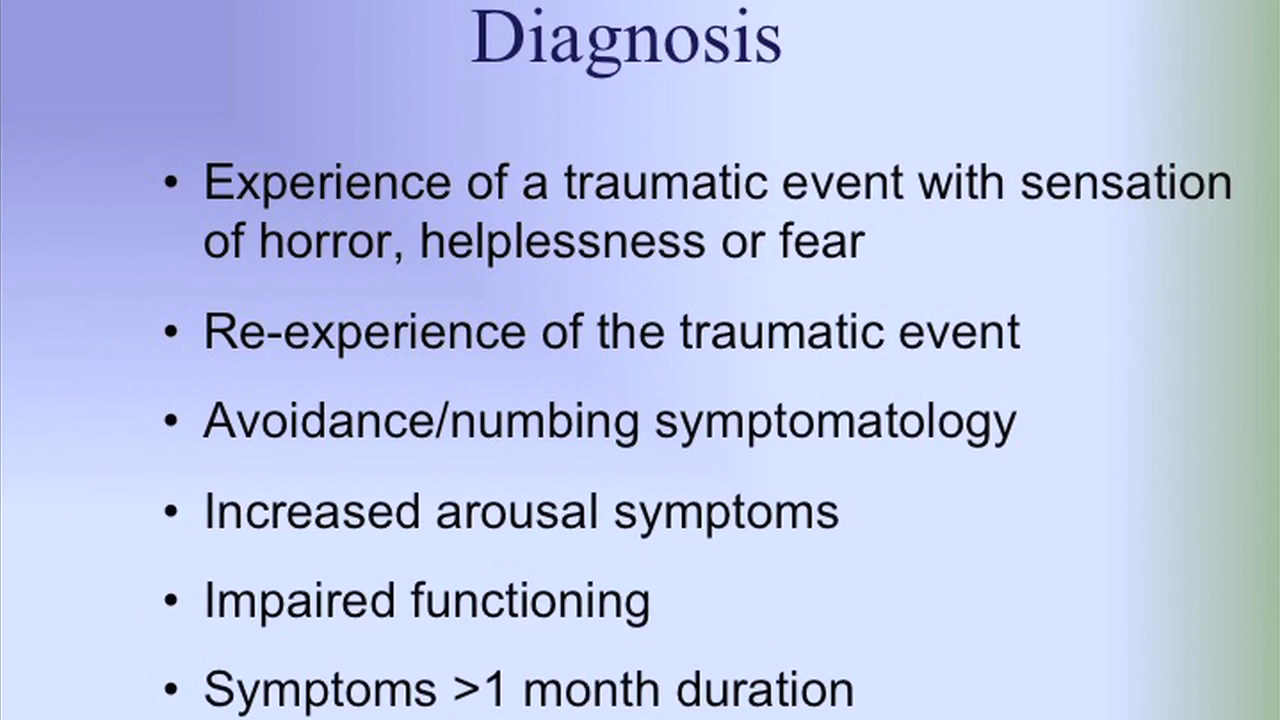 Diagnosis
• Experience of a traumatic event with sensation
of horror, helplessness or fear
• Re-experience of the traumatic event
• Avoidance/numbing symptomatology
• Increased arousal symptoms
• Impaired functioning
• Symptoms >1 month duration